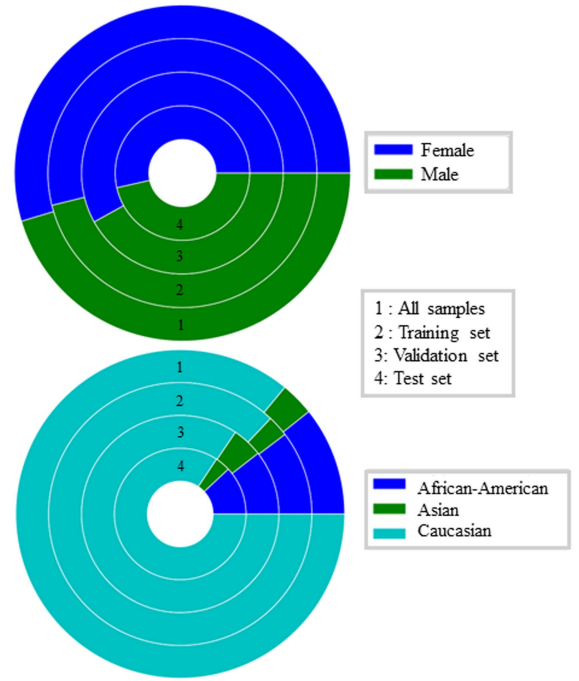 Female
Male
4
3
2
1
1 : All samples
2 : Training set
3: Validation set
4: Test set
1
2
3
4
African-American
Asian
Caucasian